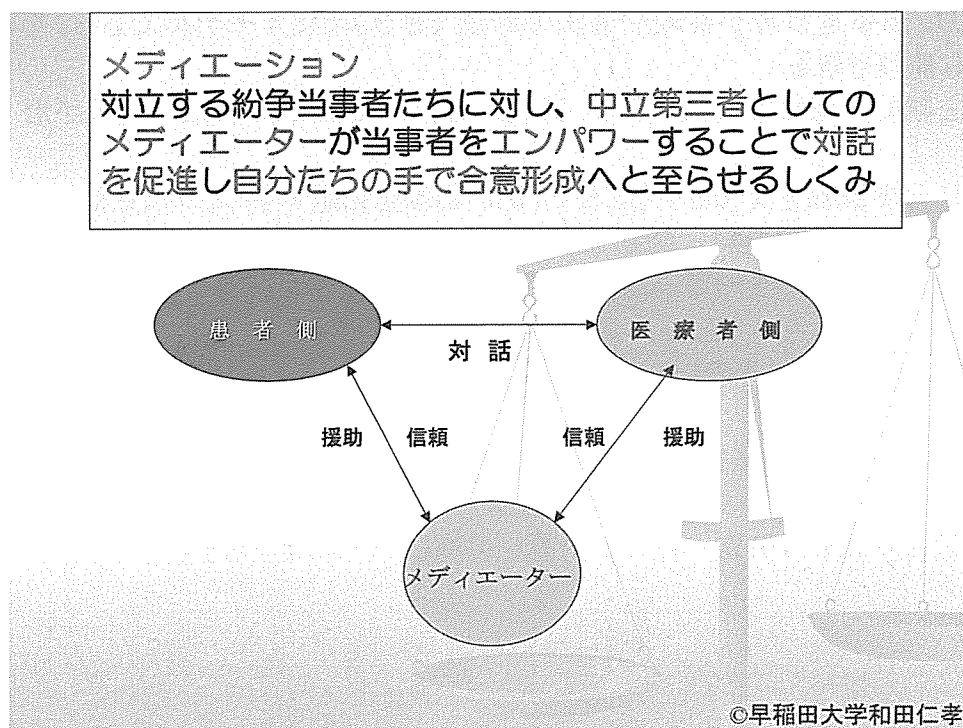 メディエーション
対立する紛争当事者たちに対し、中立第三者としての
メディエーターが当事者をエンパワーすることで対話
を促進し自分たちの手で合意形成へと至らせるしくみ
患 者 側
医 療 者 側
対 話
援助 信頼
信頼 援助
メディエーター
©早稲田大学和田仁孝